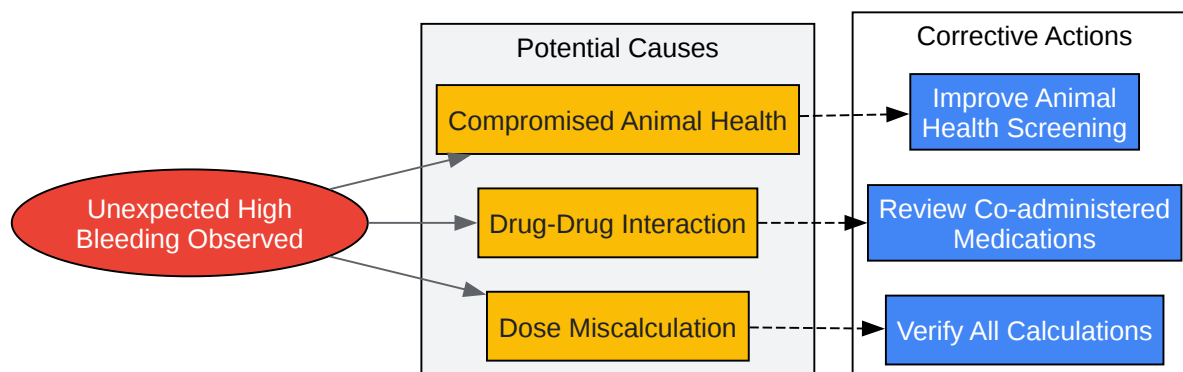 Potential Causes
Corrective Actions
Compromised Animal Health
Improve Animal
Health Screening
Unexpected High
Bleeding Observed
Drug-Drug Interaction
Review Co-administered
Medications
Dose Miscalculation
Verify All Calculations